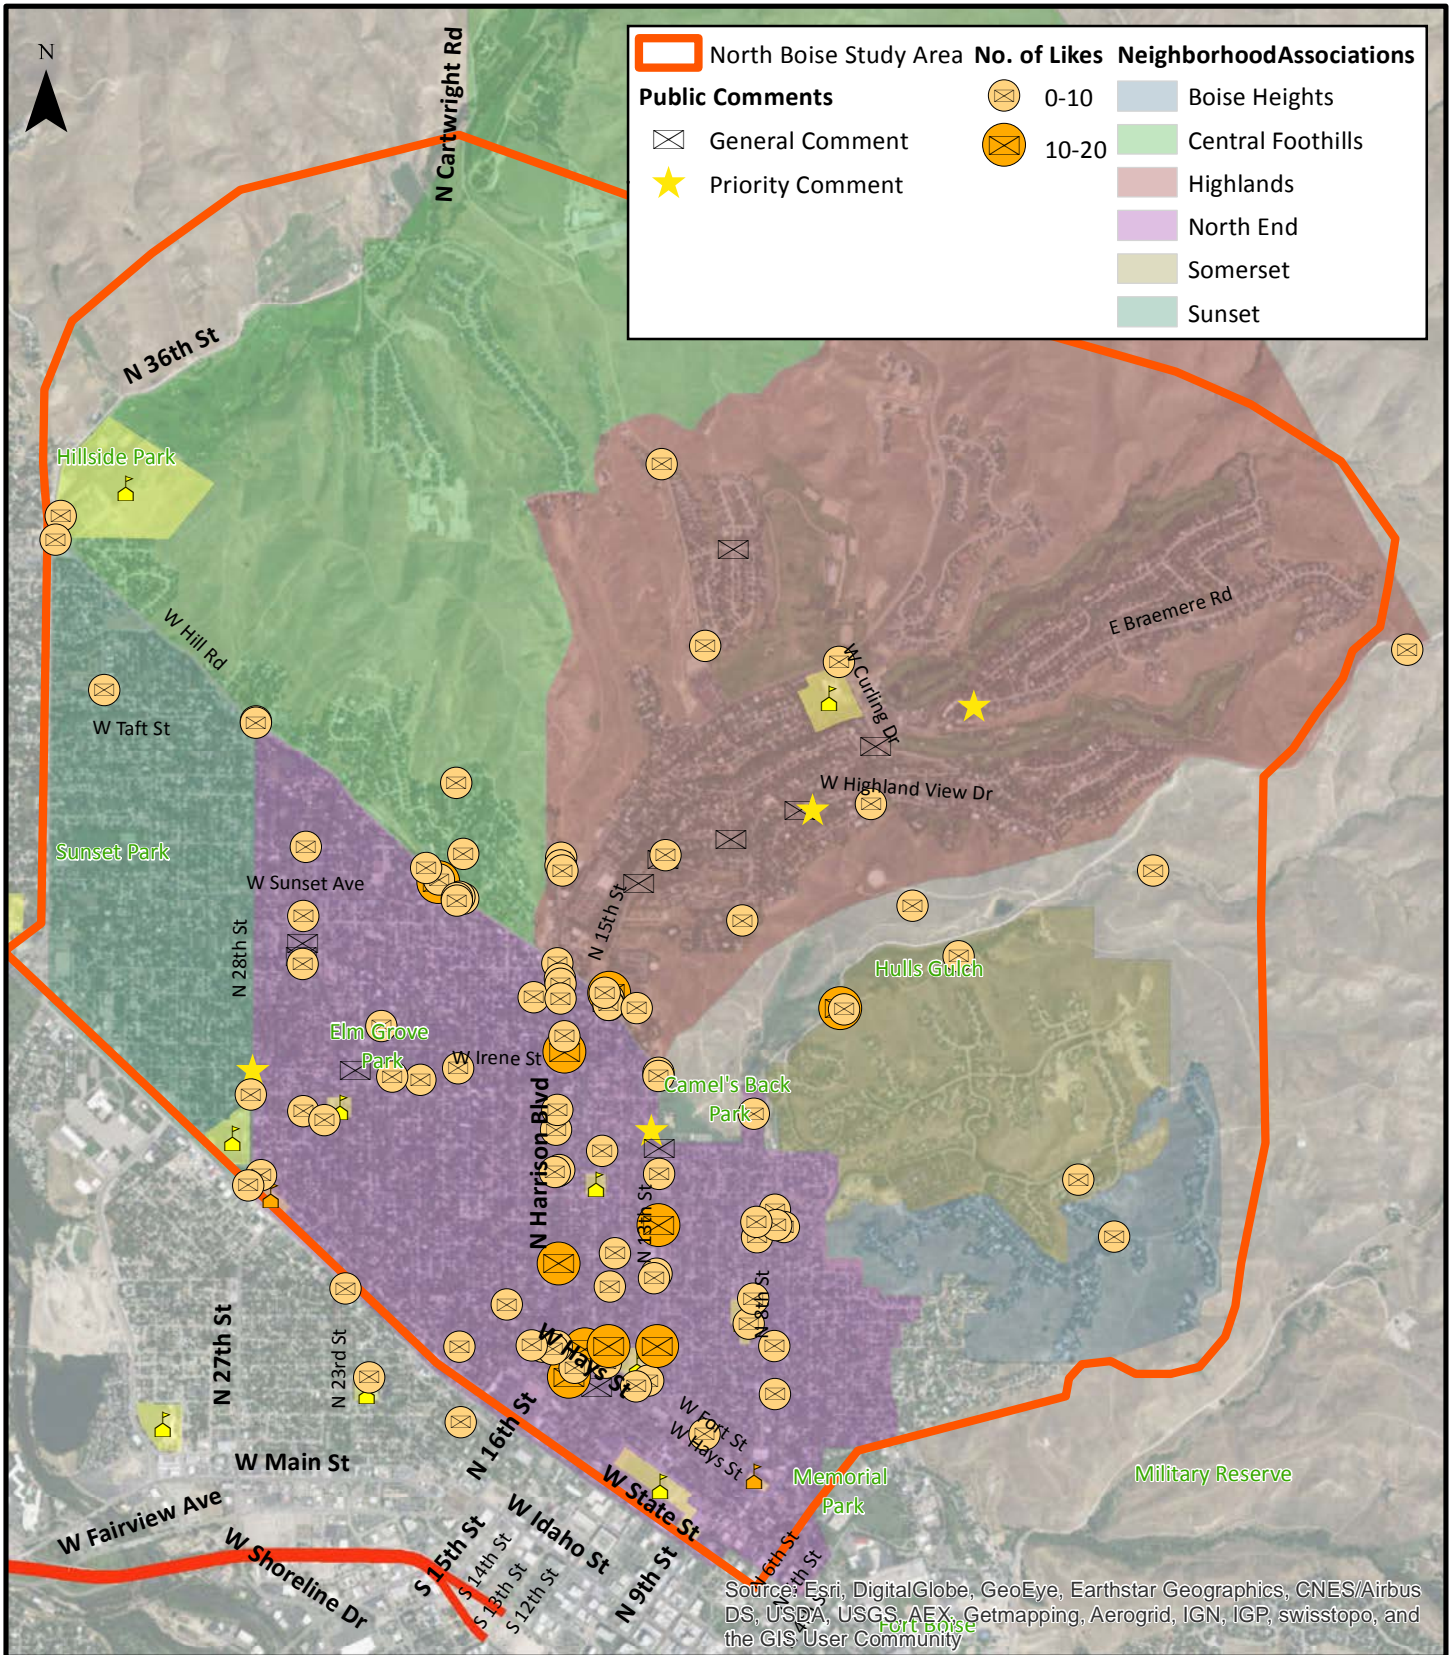 N
North Boise Study Area
Public Comments
General Comment
Priority Comment
No. of Likes
0-10
10-20
NeighborhoodAssociations
Boise Heights
Central Foothills
Highlands
North End
Somerset
Sunset
N Cartwright Rd
N 36th St
Hillside Park
W Hill Rd
W Taft St
E Braemere Rd
W Curling Dr
W Highland View Dr
Sunset Park
W Sunset Ave
N 28th St
N 15th St
Hulls Gulch
Elm Grove
Park
W Irene St
Camel's Back
Park
N Harrison Blvd
N 13th St
N 8th St
W Hays St
N 27th St
N 23rd St
N 16th St
W Fort St
W Hays St
W Main St
Memorial
Park
Military Reserve
W State St
W Fairview Ave
W Shoreline Dr
S 15th St
S 14th St
S 13th St
S 12th St
W Idaho St
N 9th St
N 6th St
Fort Boise
Source: Esri, DigitalGlobe, GeoEye, Earthstar Geographics, CNES/Airbus
DS, USDA, USGS, AEX, Getmapping, Aerogrid, IGN, IGP, swisstopo, and
the GIS User Community